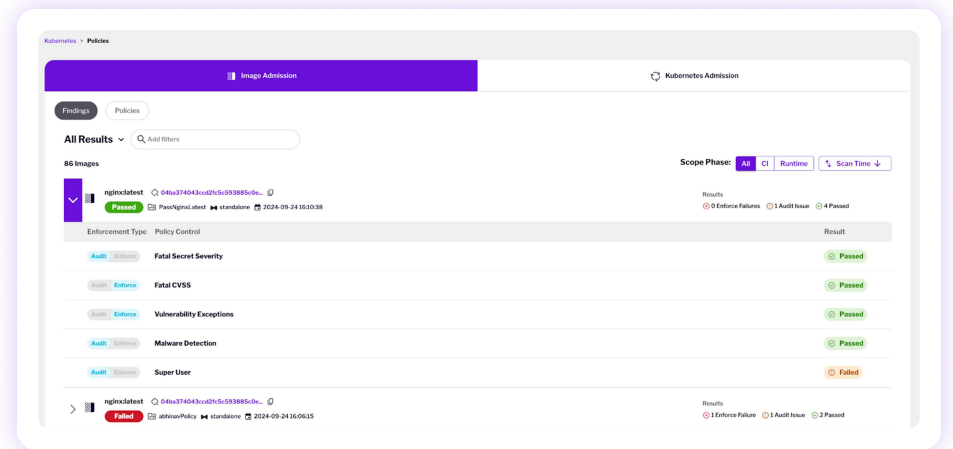 Kubernetes > Policies
Image Admission
Kubernetes Admission
Findings
Policies
All Results
Add filters
86 Images
Scope Phase: All CI Runtime Scan Time
nginx:latest 04ba374043ccd2fc5c593885c0e...
Passed PassNginxLatest standalone 2024-09-24 16:10:38
Results
0 Enforce Failures 1 Audit Issue 4 Passed
Enforcement Type Policy Control Result
Audit Enforce Fatal Secret Severity Passed
Audit Enforce Fatal CVSS Passed
Audit Enforce Vulnerability Exceptions Passed
Audit Enforce Malware Detection Passed
Audit Enforce Super User Failed
nginx:latest 04ba374043ccd2fc5c593885c0e...
Failed abhinavPolicy standalone 2024-09-24 16:06:15
Results
1 Enforce Failure 1 Audit Issue 2 Passed